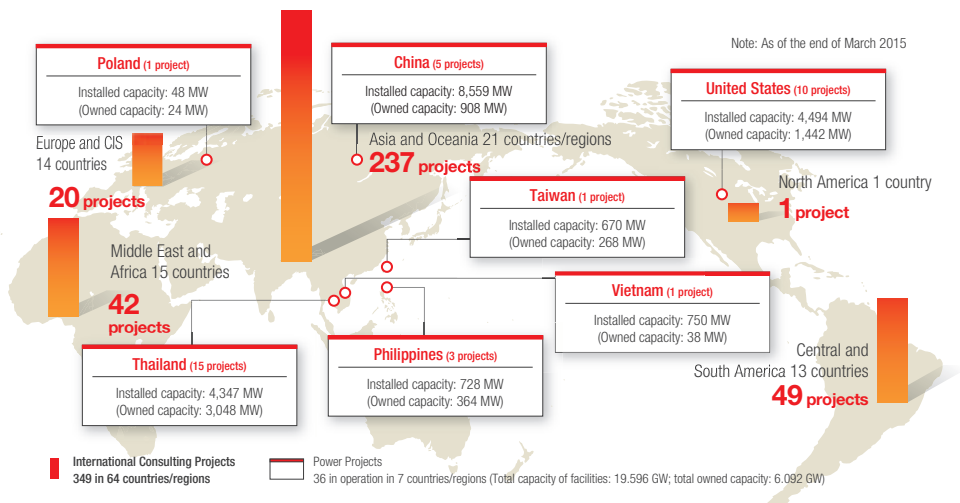 Note: As of the end of March 2015
Poland (1 project)
Installed capacity: 48 MW
(Owned capacity: 24 MW)
China (5 projects)
Installed capacity: 8,559 MW
(Owned capacity: 908 MW)
United States (10 projects)
Installed capacity: 4,494 MW
(Owned capacity: 1,442 MW)
Europe and CIS
14 countries
20 projects
Asia and Oceania 21 countries/regions
237 projects
North America 1 country
1 project
Taiwan (1 project)
Installed capacity: 670 MW
(Owned capacity: 268 MW)
Middle East and
Africa 15 countries
42
projects
Vietnam (1 project)
Installed capacity: 750 MW
(Owned capacity: 38 MW)
Thailand (15 projects)
Installed capacity: 4,347 MW
(Owned capacity: 3,048 MW)
Philippines (3 projects)
Installed capacity: 728 MW
(Owned capacity: 364 MW)
Central and
South America 13 countries
49 projects
International Consulting Projects
349 in 64 countries/regions
Power Projects
36 in operation in 7 countries/regions (Total capacity of facilities: 19.596 GW; total owned capacity: 6.092 GW)